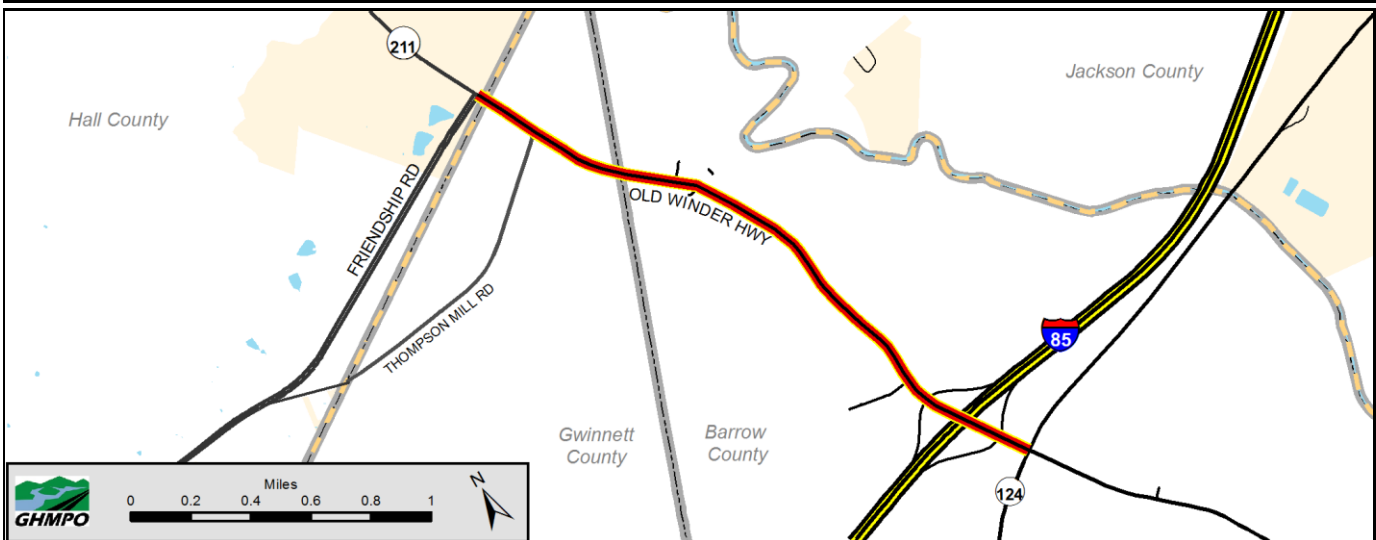 211
Jackson County
Hall County
FRIENDSHIP RD
OLD WINDER HWY
THOMPSON MILL RD
85
Gwinnett
County
Barrow
County
124
GHMPO
Miles
0 0.2 0.4 0.6 0.8 1
N